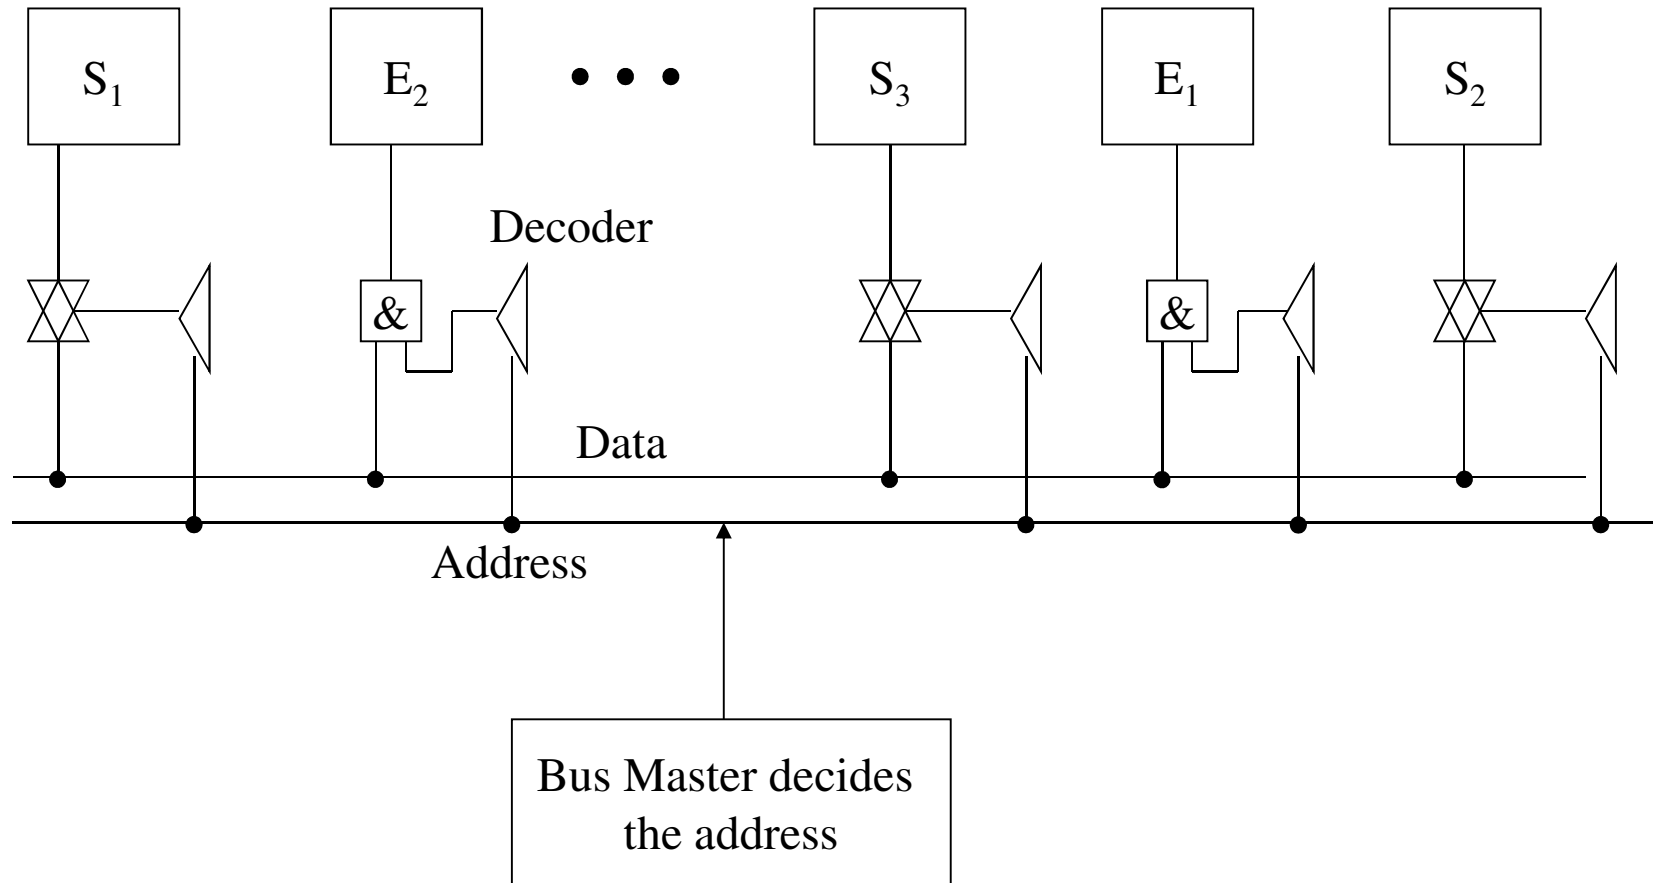 S₁ E₂ • • • S₃ E₁ S₂
Decoder
& &
Data
Address
Bus Master decides
the address